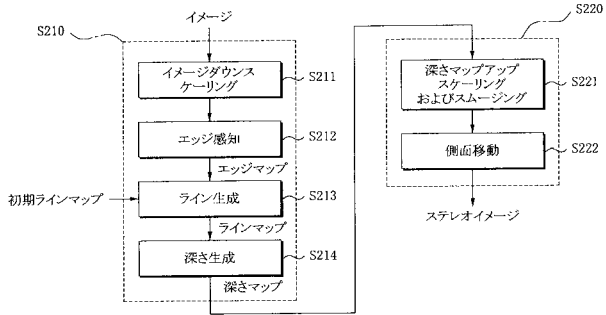 イメージ
S210
イメージダウンス
ケーリング
S211
エッジ感知
S212
エッジマップ
初期ラインマップ
ライン生成
S213
ラインマップ
深さ生成
S214
深さマップ
S220
深さマップアップ
スケーリング
およびスムージング
S221
側面移動
S222
ステレオイメージ